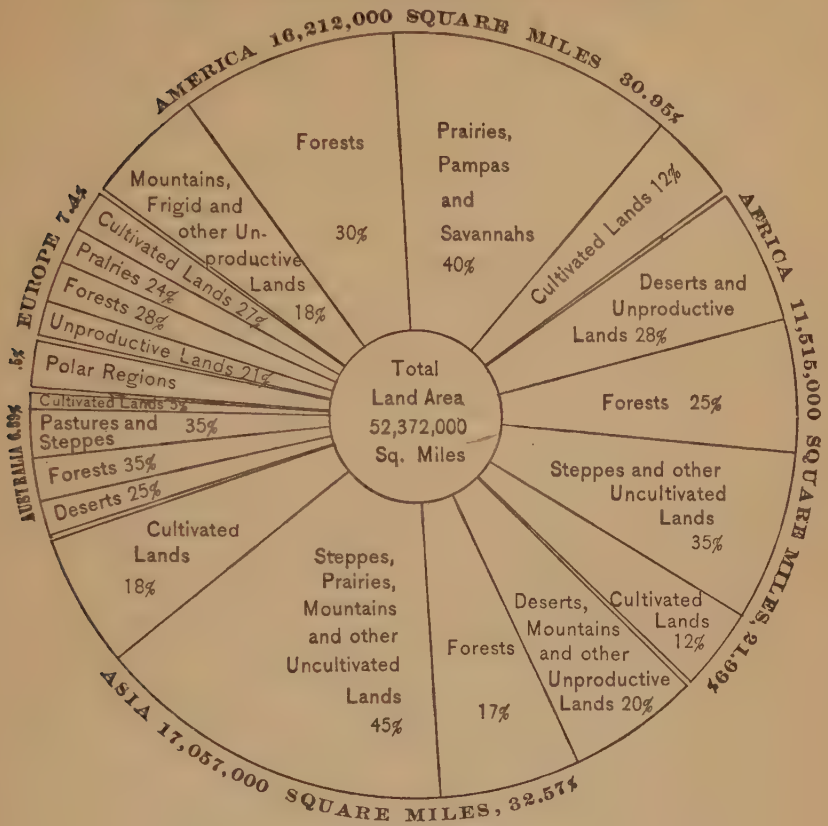 AMERICA 16,212,000 SQUARE MILES 30.95%
Mountains,
Frigid and
other Un-
productive
Lands
18%
Forests
30%
Prairies,
Pampas
and
Savannahs
40%
Cultivated Lands 12%
AFRICA 11,515,000 SQUARE MILES, 21.99%
Deserts and
Unproductive
Lands 28%
Forests 25%
Steppes and other
Uncultivated
Lands
35%
Cultivated
Lands
12%
ASIA 17,057,000 SQUARE MILES, 32.57%
Deserts,
Mountains
and other
Unproductive
Lands 20%
Forests
17%
Steppes,
Prairies,
Mountains
and other
Uncultivated
Lands
45%
Cultivated
Lands
18%
AUSTRALIA 6.59%
Deserts 25%
Forests 35%
Pastures and
Steppes 35%
Cultivated Lands 5%
.5%
Polar Regions
EUROPE 7.4%
Unproductive Lands 21%
Forests 28%
Prairies 24%
Cultivated Lands 27%
Total
Land Area
52,372,000
Sq. Miles